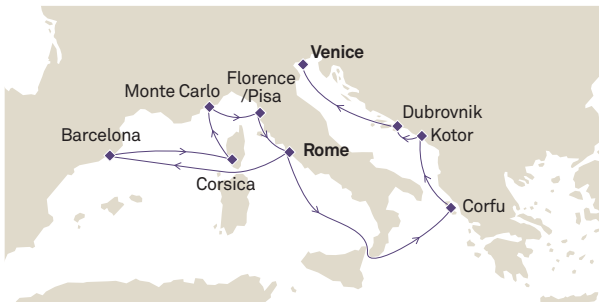 Venice
Florence
/Pisa
Monte Carlo
Dubrovnik
Kotor
Barcelona
Rome
Corsica
Corfu